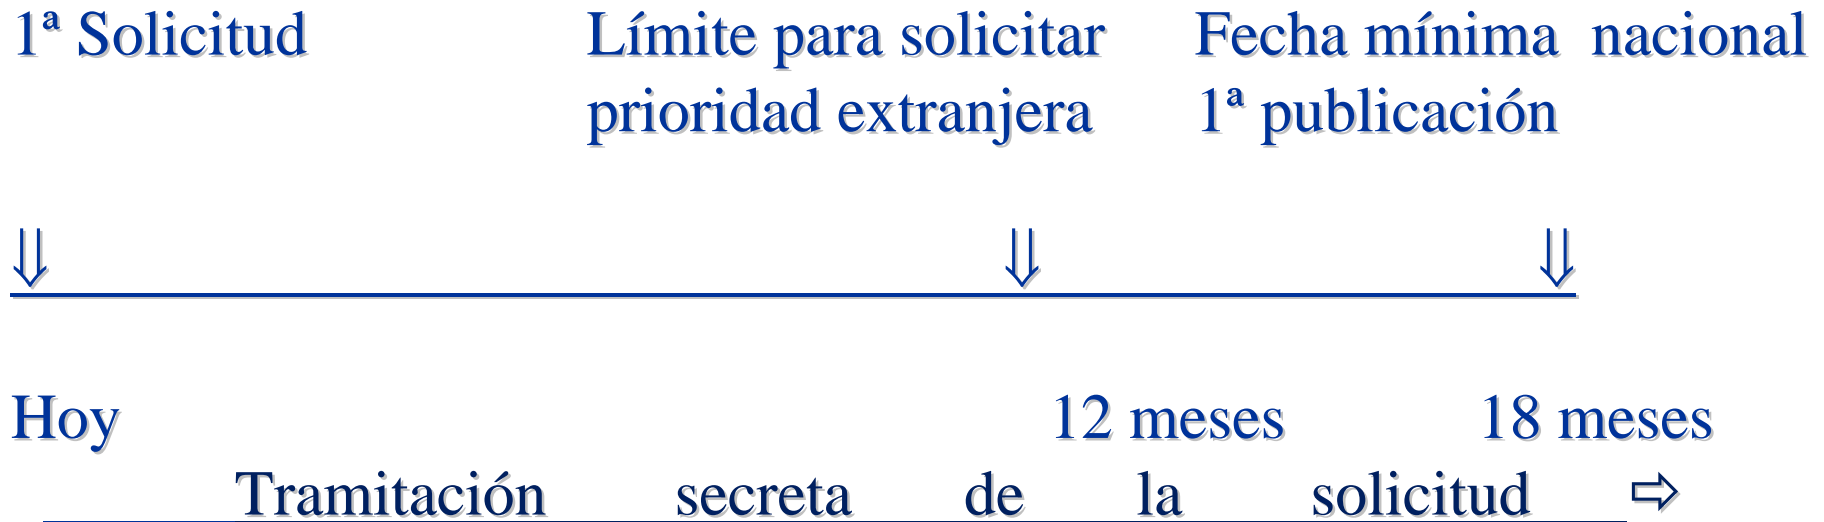 1ª Solicitud Límite para solicitar Fecha mínima nacional
prioridad extranjera 1ª publicación
⇓ ⇓ ⇓
Hoy 12 meses 18 meses
Tramitación secreta de la solicitud ⇨